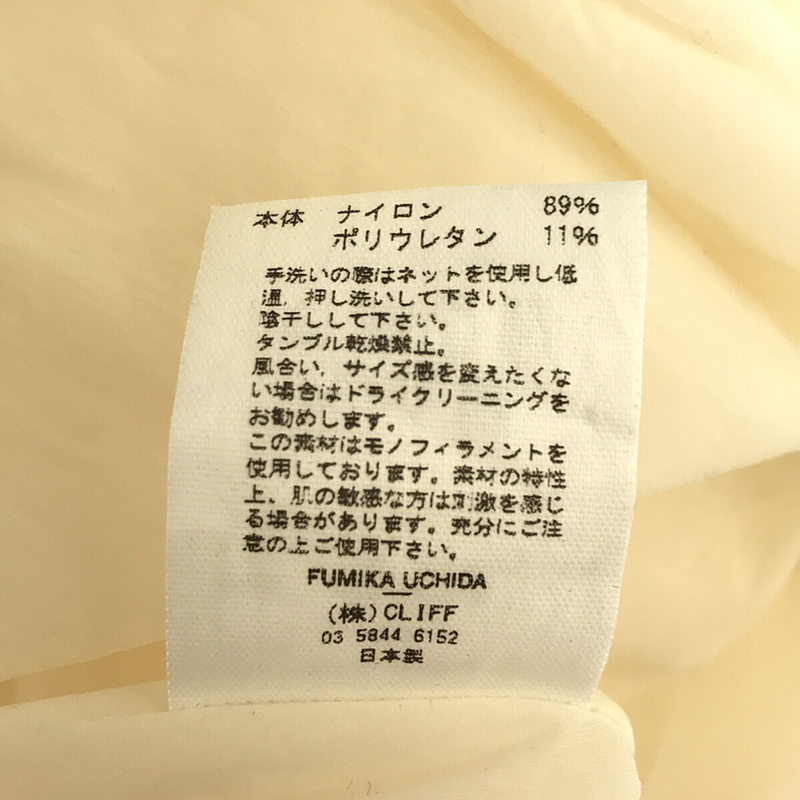 本体 ナイロン 89%
ポリウレタン 11%
手洗いの際はネットを使用し低
温，押し洗いして下さい。
陰干しして下さい。
タンブル乾燥禁止。
風合い，サイズ感を変えたくな
い場合はドライクリーニングを
お勧めします。
この素材はモノフィラメントを
使用しております。素材の特性
上、肌の敏感な方は刺激を感じ
る場合があります。充分にご注
意の上ご使用下さい。
FUMIKA_UCHIDA
(株)CLIFF
03 5844 6152
日本製